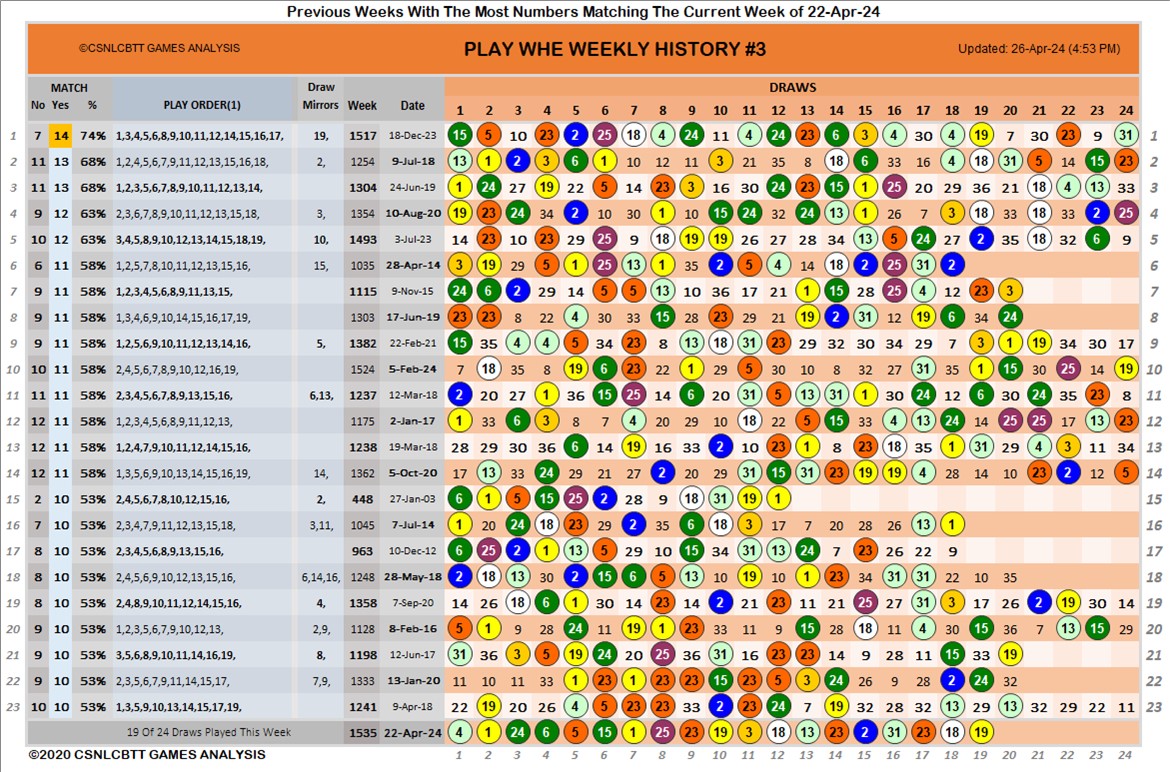 Previous Weeks With The Most Numbers Matching The Current Week of 22-Apr-24
©CSNLCBTT GAMES ANALYSIS PLAY WHE WEEKLY HISTORY #3 Updated: 26-Apr-24 (4:53 PM)
MATCH Draw DRAWS
No Yes % PLAY ORDER(1) Mirrors Week Date 1 2 3 4 5 6 7 8 9 10 11 12 13 14 15 16 17 18 19 20 21 22 23 24
1 7 14 74% 1,3,4,5,6,8,9,10,11,12,14,15,16,17, 19, 1517 18-Dec-23 15 5 10 23 2 25 18 4 24 11 4 24 23 6 3 4 30 4 19 7 30 23 9 31 1
2 11 13 68% 1,2,4,5,6,7,9,11,12,13,15,16,18, 2, 1254 9-Jul-18 13 1 2 3 6 1 10 12 11 3 21 35 8 18 6 33 16 4 18 31 5 14 15 23 2
3 11 13 68% 1,2,3,5,6,7,8,9,10,11,12,13,14, 1304 24-Jun-19 1 24 27 19 22 5 14 23 3 16 30 24 23 15 1 25 20 29 36 21 18 4 13 33 3
4 9 12 63% 2,3,6,7,8,9,10,11,12,13,15,18, 3, 1354 10-Aug-20 19 23 24 34 2 10 30 1 10 15 24 32 24 13 1 26 7 3 18 33 18 33 2 25 4
5 10 12 63% 3,4,5,8,9,10,12,13,14,15,18,19, 10, 1493 3-Jul-23 14 23 10 23 29 25 9 18 19 19 26 27 28 34 13 5 24 27 2 35 18 32 6 9 5
6 6 11 58% 1,2,5,7,8,10,11,12,13,15,16, 15, 1035 28-Apr-14 3 19 29 5 1 25 13 1 35 2 5 4 14 18 2 25 31 2 6
7 9 11 58% 1,2,3,4,5,6,8,9,11,13,15, 1115 9-Nov-15 24 6 2 29 14 5 5 13 10 36 17 21 1 15 28 25 4 12 23 3 7
8 9 11 58% 1,3,4,6,9,10,14,15,16,17,19, 1303 17-Jun-19 23 23 8 22 4 30 33 15 28 23 29 21 19 2 31 12 19 6 34 24 8
9 9 11 58% 1,2,5,6,9,10,11,12,13,14,16, 1382 22-Feb-21 15 35 4 4 5 34 23 8 13 18 31 23 29 32 30 34 29 7 3 1 19 34 30 17 9
10 10 11 58% 2,4,5,6,7,8,9,10,12,16,19, 1524 5-Feb-24 7 18 35 8 19 6 23 22 1 29 5 30 10 8 32 27 31 35 1 15 30 25 14 19 10
11 11 11 58% 2,3,4,5,6,7,8,9,13,15,16, 6,13, 1237 12-Mar-18 2 20 27 1 36 15 25 14 6 20 31 5 13 31 1 30 24 12 6 30 24 35 23 8 11
12 11 11 58% 1,2,3,4,5,6,8,9,11,12,13, 1175 2-Jan-17 1 33 6 3 8 7 4 20 29 10 18 22 5 15 22 4 13 24 14 25 25 17 13 23 12
13 12 11 58% 1,2,4,7,9,10,11,12,14,15,16, 1238 19-Mar-18 28 29 30 36 6 14 19 16 33 2 10 23 1 8 23 18 35 1 31 29 4 3 11 34 13
14 12 11 58% 1,3,5,6,9,10,13,14,15,16,19, 14, 1362 5-Oct-20 17 13 33 24 29 21 27 2 20 29 31 15 31 23 19 19 4 28 14 10 23 2 12 5 14
15 2 10 53% 2,4,5,6,7,8,10,12,15,16, 2, 448 27-Jan-03 6 1 5 15 25 2 28 9 18 31 19 1 15
16 7 10 53% 2,3,4,7,9,11,12,13,15,18, 3,11, 1045 7-Jul-14 1 20 24 18 23 29 2 36 6 18 3 17 7 20 28 26 13 1 16
17 8 10 53% 2,3,4,5,6,8,9,13,15,16, 963 10-Dec-12 6 25 2 1 13 5 29 10 15 34 31 13 24 7 23 26 22 9 17
18 8 10 53% 2,4,5,6,9,10,12,13,15,16, 6,14,16, 1248 28-May-18 2 18 13 30 2 15 6 5 13 10 19 10 1 23 34 31 31 22 10 35 18
19 8 10 53% 2,4,8,9,10,11,12,14,15,16, 4, 1358 7-Sep-20 14 26 18 6 1 30 14 23 14 2 21 23 11 21 25 27 31 3 17 26 2 19 30 14 19
20 9 10 53% 1,2,3,5,6,7,9,10,12,13, 2,9, 1128 8-Feb-16 5 1 9 28 24 11 19 1 23 33 11 9 15 28 18 11 4 30 15 36 7 13 15 29 20
21 9 10 53% 3,5,6,8,9,10,11,14,16,19, 8, 1198 12-Jun-17 31 36 3 5 19 24 20 25 36 31 16 23 23 14 9 28 11 15 33 19 21
22 9 10 53% 2,3,5,6,7,9,11,14,15,17, 7,9, 1333 13-Jan-20 11 10 11 33 1 23 1 23 23 15 23 5 3 24 26 9 28 2 24 32 22
23 10 10 53% 1,3,5,9,10,13,14,15,17,19, 1241 9-Apr-18 22 19 20 26 4 5 23 23 33 2 23 24 7 19 32 28 13 29 13 32 29 22 11 23
19 Of 24 Draws Played This Week 1535 22-Apr-24 4 1 24 6 5 15 1 25 23 19 3 18 13 23 2 31 23 18 19
©2020 CSNLCBTT GAMES ANALYSIS 1 2 3 4 5 6 7 8 9 10 11 12 13 14 15 16 17 18 19 20 21 22 23 24